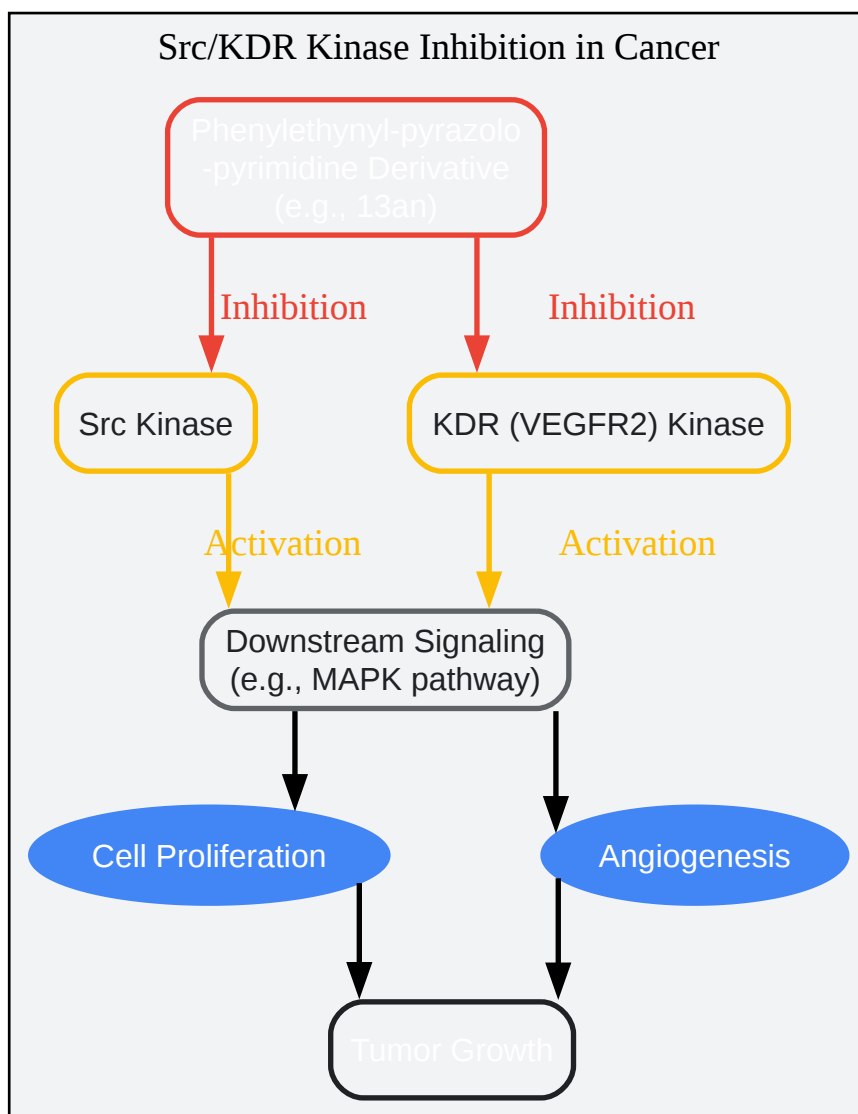 Src/KDR Kinase Inhibition in Cancer
Phenylethynyl-pyrazolo
-pyrimidine Derivative
(e.g., 13an)
Inhibition
Inhibition
Src Kinase
KDR (VEGFR2) Kinase
Activation
Activation
Downstream Signaling
(e.g., MAPK pathway)
Cell Proliferation
Angiogenesis
Tumor Growth